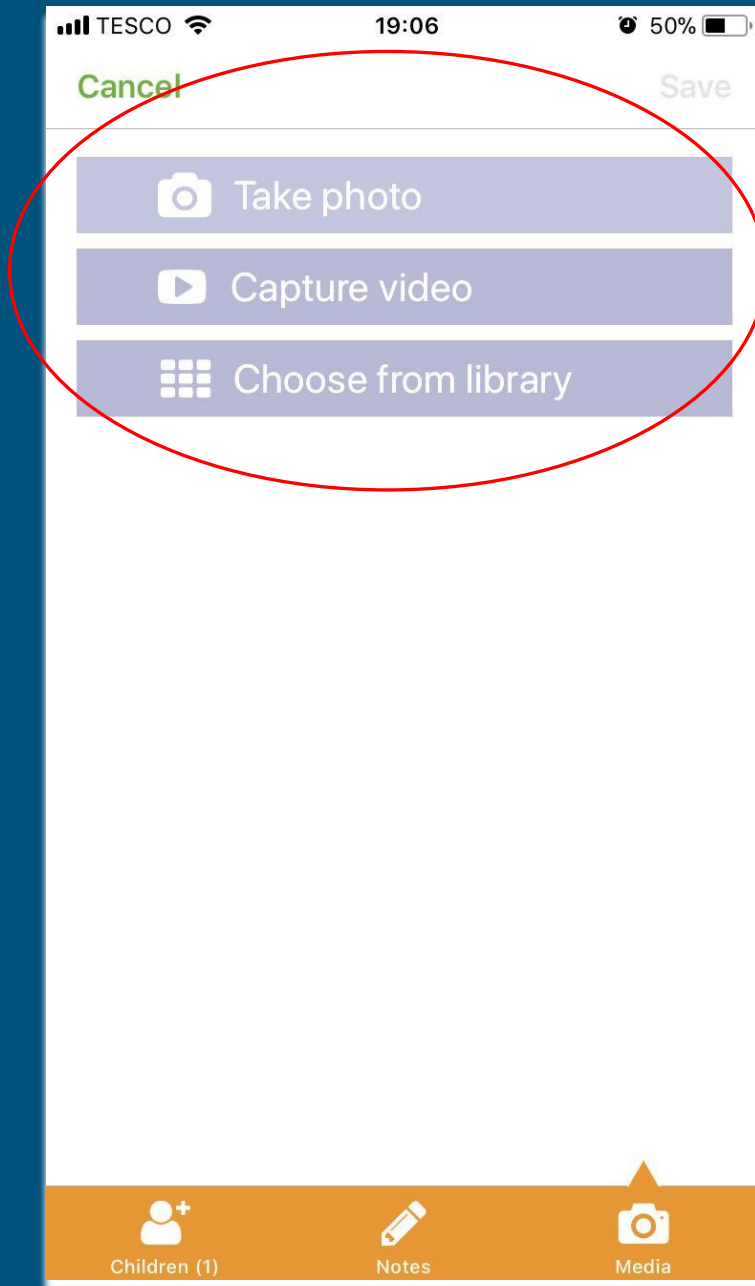 TESCO 19:06 50%
Cancel Save
Take photo
Capture video
Choose from library
Children (1) Notes Media